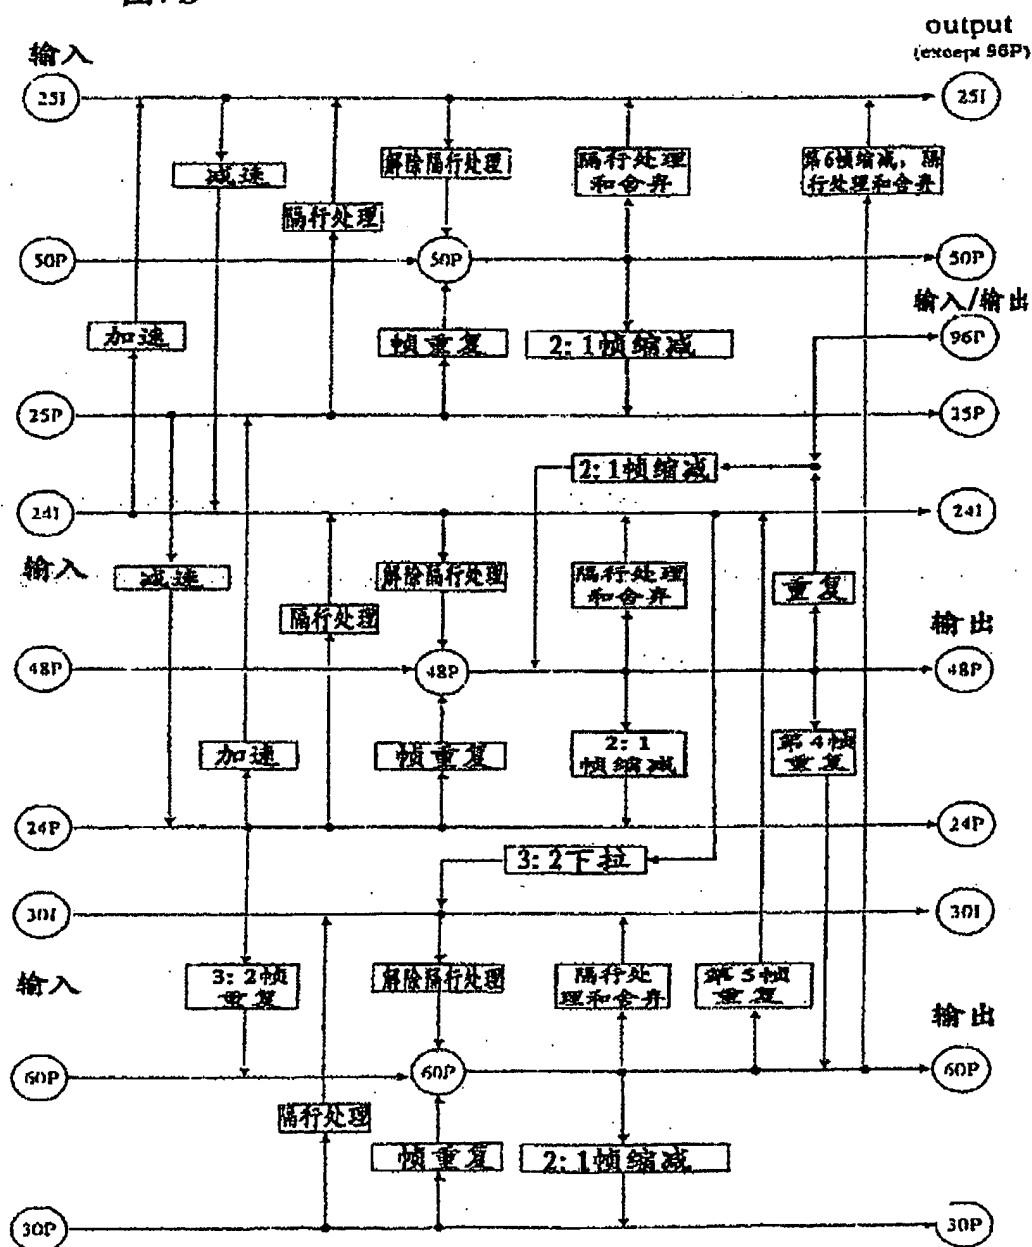 output
(except 96P)
输入
25I
25I
减速
解除隔行处理
隔行处理
和舍弃
第6帧缩减，隔
行处理和舍弃
隔行处理
50P
50P
50P
输入/输出
加速
帧重复
2:1帧缩减
96P
25P
25P
2:1帧缩减
24I
24I
输入
减速
解除隔行处理
隔行处理
和舍弃
重复
隔行处理
输出
48P
48P
48P
加速
帧重复
2:1
帧缩减
第4帧
重复
24P
24P
3:2下拉
30I
30I
输入
3:2帧
重复
解除隔行处理
隔行处
理和舍弃
第5帧
重复
输出
60P
60P
60P
隔行处理
帧重复
2:1帧缩减
30P
30P